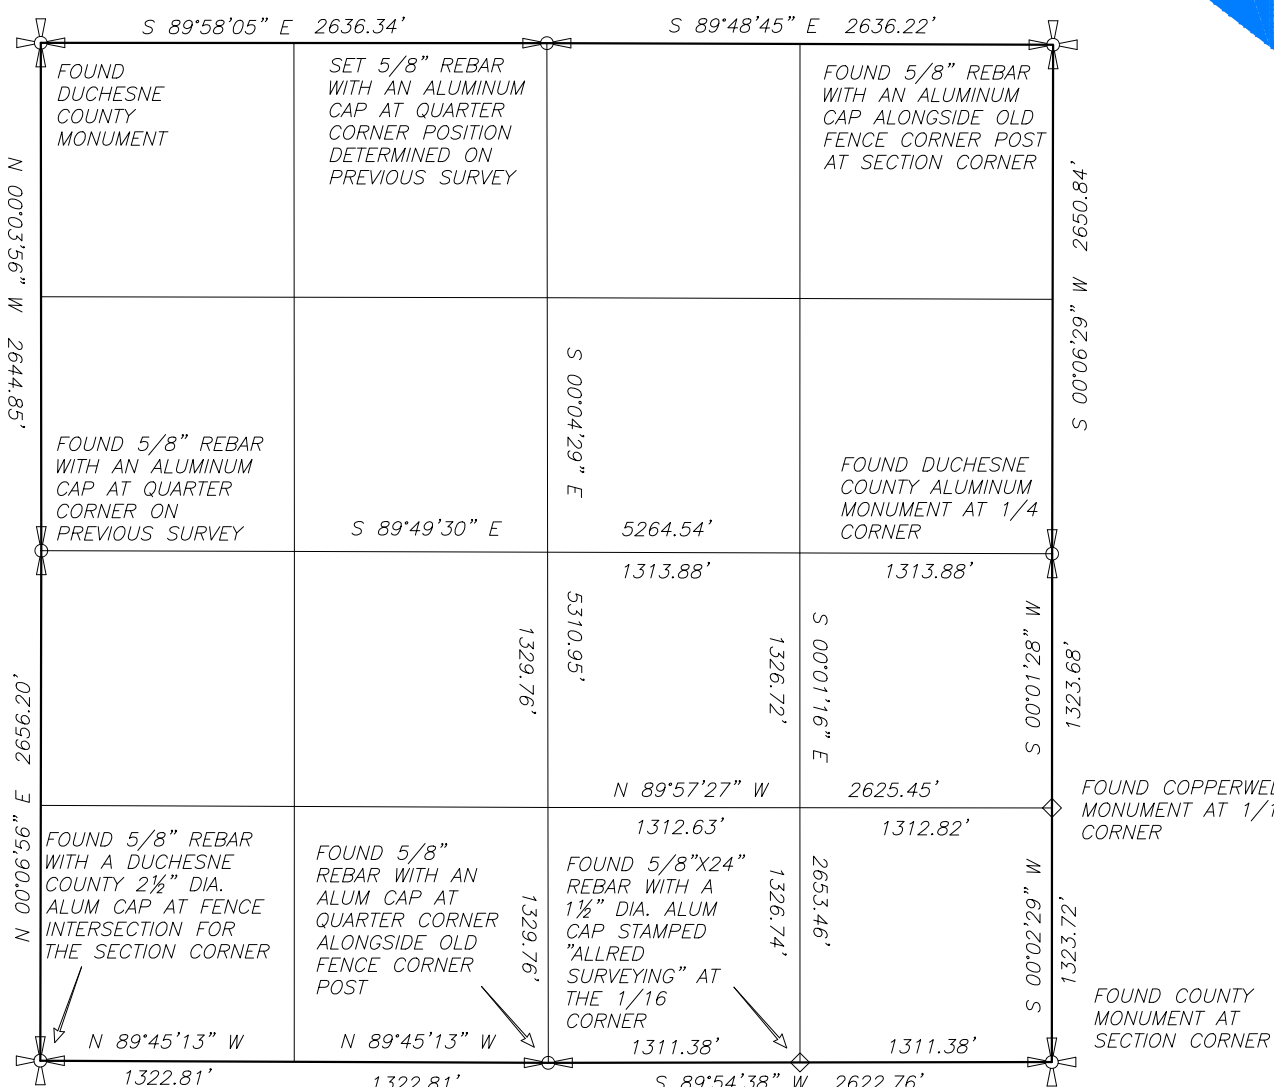 S 89°58'05" E 2636.34'
S 89°48'45" E 2636.22'
FOUND
DUCHESNE
COUNTY
MONUMENT
SET 5/8" REBAR
WITH AN ALUMINUM
CAP AT QUARTER
CORNER POSITION
DETERMINED ON
PREVIOUS SURVEY
FOUND 5/8" REBAR
WITH AN ALUMINUM
CAP ALONGSIDE OLD
FENCE CORNER POST
AT SECTION CORNER
N 00°03'56" W 2644.85'
S 00°06'29" W 2650.84'
S 00°04'29" E
5310.95'
FOUND 5/8" REBAR
WITH AN ALUMINUM
CAP AT QUARTER
CORNER ON
PREVIOUS SURVEY
FOUND DUCHESNE
COUNTY ALUMINUM
MONUMENT AT 1/4
CORNER
S 89°49'30" E
5264.54'
1313.88'
1313.88'
1329.76'
1326.72'
S 00°01'16" E
2653.46'
S 00°01'28" W
1323.68'
N 00°06'56" E 2656.20'
N 89°57'27" W
2625.45'
1312.63'
1312.82'
FOUND
MONUMENT AT
CORNER
FOUND 5/8" REBAR
WITH A DUCHESNE
COUNTY 2½" DIA.
ALUM CAP AT FENCE
INTERSECTION FOR
THE SECTION CORNER
FOUND 5/8"
REBAR WITH AN
ALUM CAP AT
QUARTER CORNER
ALONGSIDE OLD
FENCE CORNER
POST
1329.76'
FOUND 5/8"X24"
REBAR WITH A
1½" DIA. ALUM
CAP STAMPED
"ALLRED
SURVEYING" AT
THE 1/16
CORNER
1326.74'
S 00°02'29" W
1323.72'
FOUND COUNTY
MONUMENT AT
SECTION CORNER
N 89°45'13" W
N 89°45'13" W
1311.38'
1311.38'
1322.81'
1322.81'
S 89°54'38" W 2622.76'